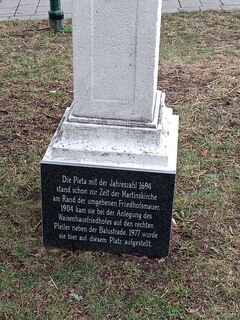 Die Pieta mit der Jahreszahl 1694
stand schon zur Zeit der Martinskirche
am Rand der umgebenen Friedhofsmauer.
1904 kam sie bei der Anlegung des
Waisenhausfriedhofes auf den rechten
Pfeiler neben der Balustrade. 1977 wurde
sie hier auf diesem Platz aufgestellt.